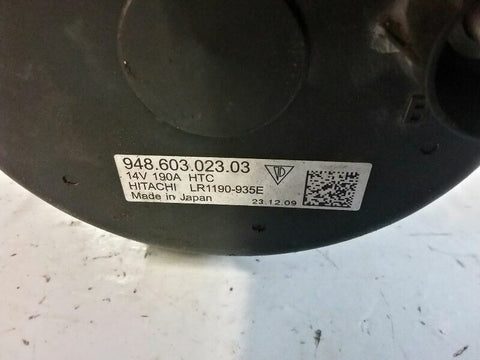 E
948.603.023.03
14V 190A HTC
HITACHI LR1190-935E
Made in Japan 23.12.09